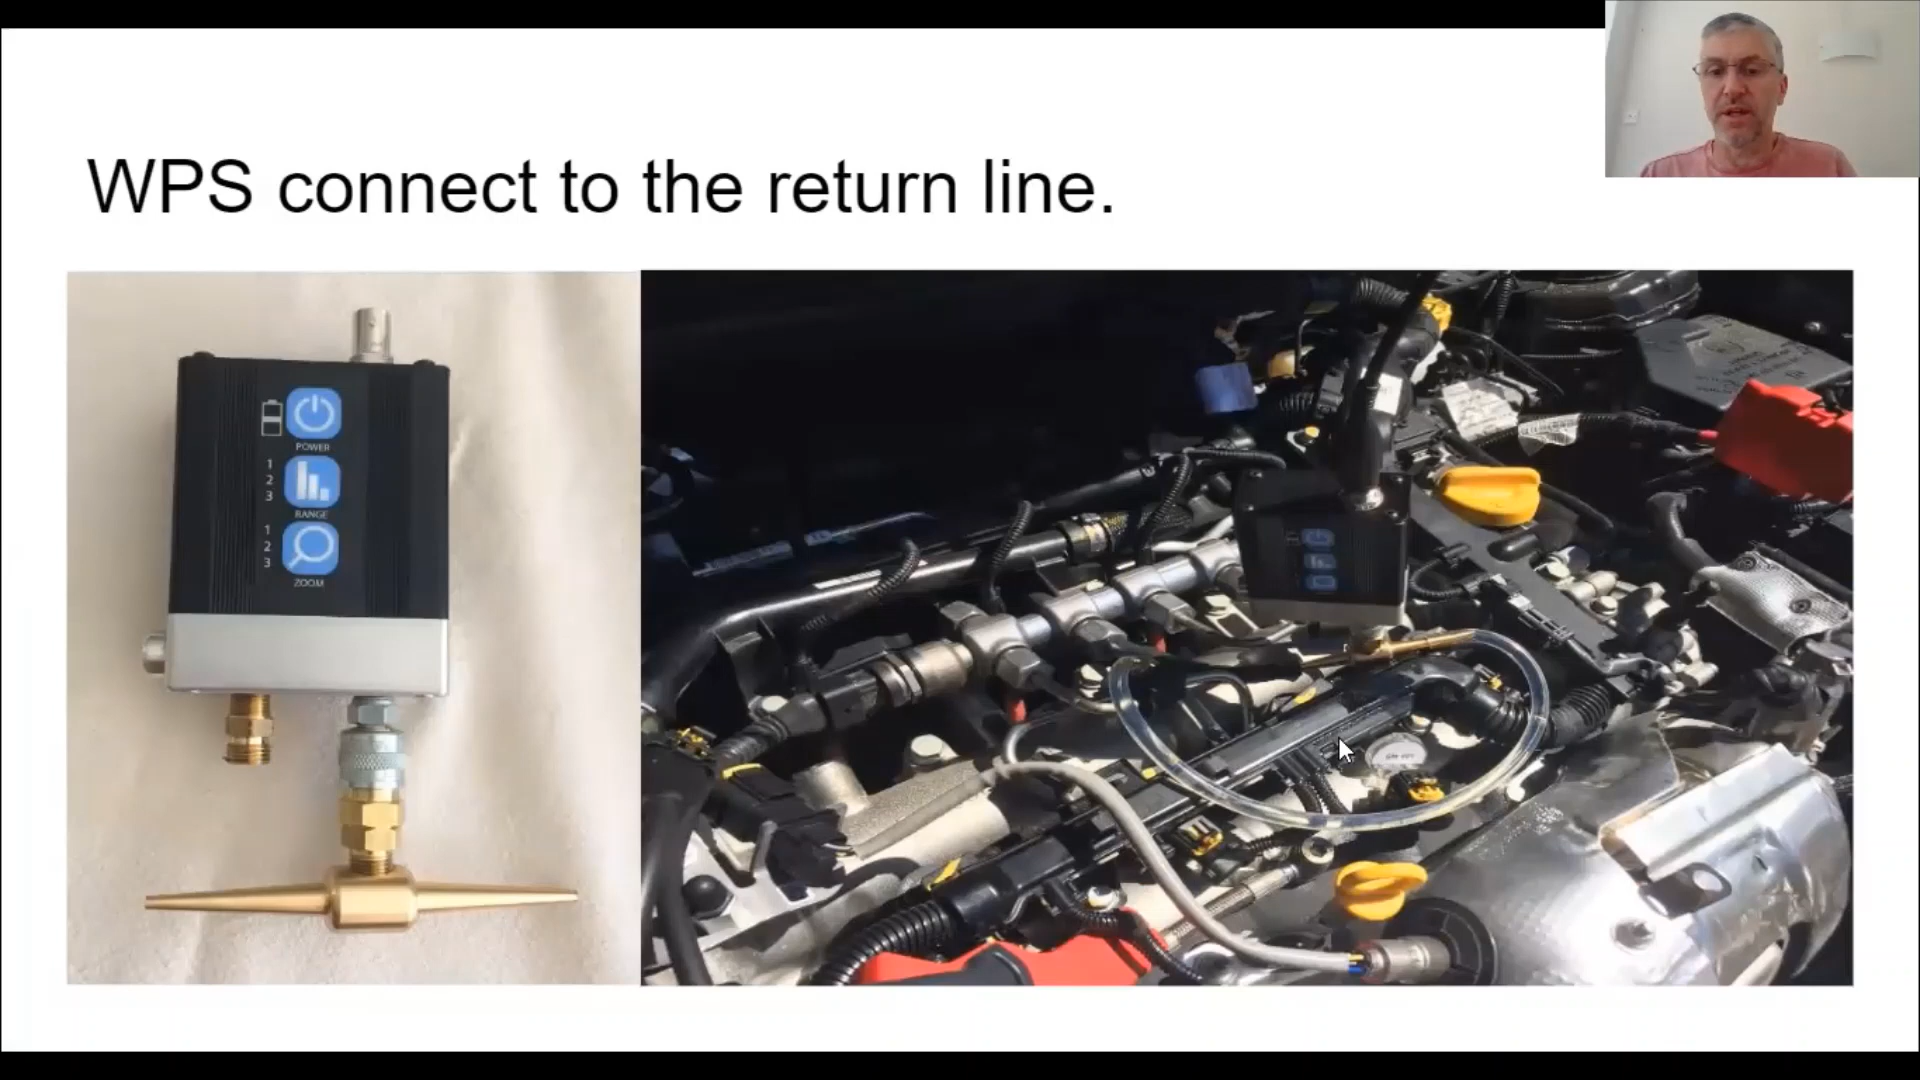 WPS connect to the return line.
POWER
1
2
3
RANGE
1
2
3
ZOOM